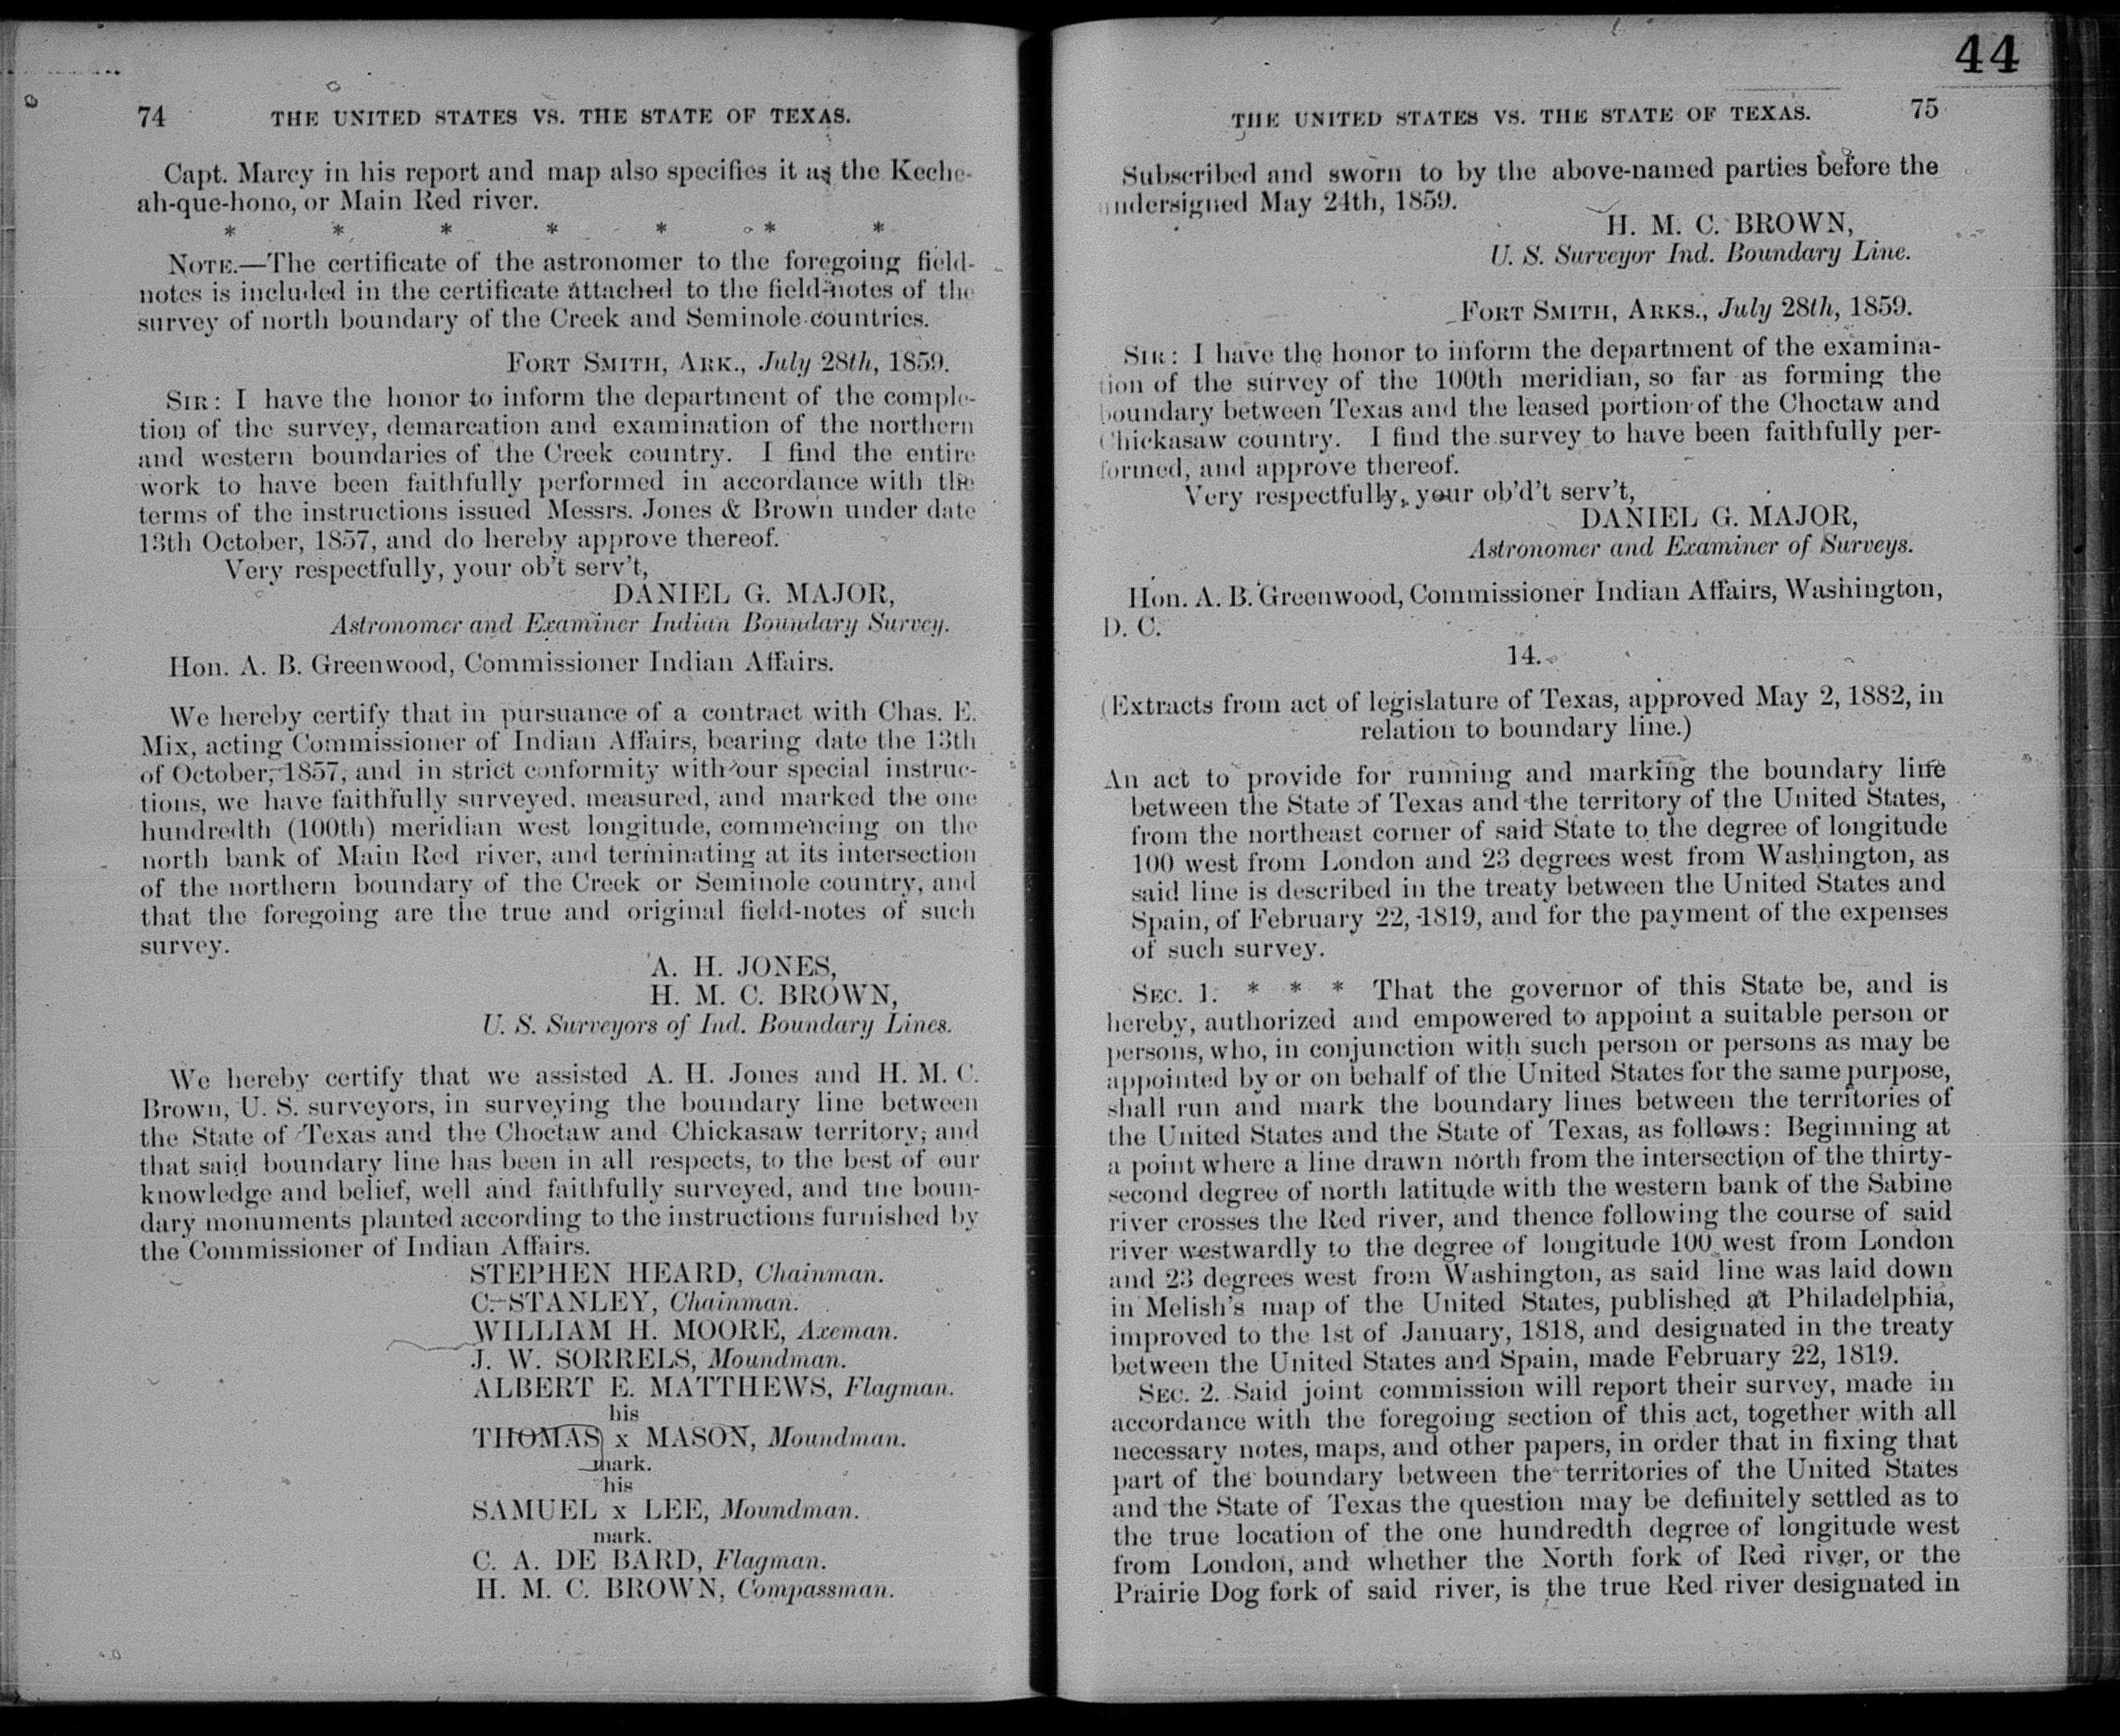 44
74 THE UNITED STATES VS. THE STATE OF TEXAS.
Capt. Marcy in his report and map also specifies it as the Keche-
ah-que-hono, or Main Red river.
* * * * * * *
NOTE.—The certificate of the astronomer to the foregoing field-
notes is included in the certificate attached to the field-notes of the
survey of north boundary of the Creek and Seminole countries.
FORT SMITH, ARK., July 28th, 1859.
SIR: I have the honor to inform the department of the comple-
tion of the survey, demarcation and examination of the northern
and western boundaries of the Creek country. I find the entire
work to have been faithfully performed in accordance with the
terms of the instructions issued Messrs. Jones & Brown under date
13th October, 1857, and do hereby approve thereof.
Very respectfully, your ob't serv't,
DANIEL G. MAJOR,
Astronomer and Examiner Indian Boundary Survey.
Hon. A. B. Greenwood, Commissioner Indian Affairs.
We hereby certify that in pursuance of a contract with Chas. E.
Mix, acting Commissioner of Indian Affairs, bearing date the 13th
of October, 1857, and in strict conformity with our special instruc-
tions, we have faithfully surveyed, measured, and marked the one
hundredth (100th) meridian west longitude, commencing on the
north bank of Main Red river, and terminating at its intersection
of the northern boundary of the Creek or Seminole country, and
that the foregoing are the true and original field-notes of such
survey.
A. H. JONES,
H. M. C. BROWN,
U. S. Surveyors of Ind. Boundary Lines.
We hereby certify that we assisted A. H. Jones and H. M. C.
Brown, U. S. surveyors, in surveying the boundary line between
the State of Texas and the Choctaw and Chickasaw territory; and
that said boundary line has been in all respects, to the best of our
knowledge and belief, well and faithfully surveyed, and the boun-
dary monuments planted according to the instructions furnished by
the Commissioner of Indian Affairs.
STEPHEN HEARD, Chainman.
C. STANLEY, Chainman.
WILLIAM H. MOORE, Axeman.
J. W. SORRELS, Moundman.
ALBERT E. MATTHEWS, Flagman.
his
THOMAS x MASON, Moundman.
mark.
his
SAMUEL x LEE, Moundman.
mark.
C. A. DE BARD, Flagman.
H. M. C. BROWN, Compassman.
THE UNITED STATES VS. THE STATE OF TEXAS. 75
Subscribed and sworn to by the above-named parties before the
undersigned May 24th, 1859.
H. M. C. BROWN,
U. S. Surveyor Ind. Boundary Line.
FORT SMITH, ARKS., July 28th, 1859.
SIR: I have the honor to inform the department of the examina-
tion of the survey of the 100th meridian, so far as forming the
boundary between Texas and the leased portion of the Choctaw and
Chickasaw country. I find the survey to have been faithfully per-
formed, and approve thereof.
Very respectfully, your ob'd't serv't,
DANIEL G. MAJOR,
Astronomer and Examiner of Surveys.
Hon. A. B. Greenwood, Commissioner Indian Affairs, Washington,
D. C.
14.
(Extracts from act of legislature of Texas, approved May 2, 1882, in
relation to boundary line.)
An act to provide for running and marking the boundary line
between the State of Texas and the territory of the United States,
from the northeast corner of said State to the degree of longitude
100 west from London and 23 degrees west from Washington, as
said line is described in the treaty between the United States and
Spain, of February 22, 1819, and for the payment of the expenses
of such survey.
SEC. 1. * * * That the governor of this State be, and is
hereby, authorized and empowered to appoint a suitable person or
persons, who, in conjunction with such person or persons as may be
appointed by or on behalf of the United States for the same purpose,
shall run and mark the boundary lines between the territories of
the United States and the State of Texas, as follows: Beginning at
a point where a line drawn north from the intersection of the thirty-
second degree of north latitude with the western bank of the Sabine
river crosses the Red river, and thence following the course of said
river westwardly to the degree of longitude 100 west from London
and 23 degrees west from Washington, as said line was laid down
in Melish's map of the United States, published at Philadelphia,
improved to the 1st of January, 1818, and designated in the treaty
between the United States and Spain, made February 22, 1819.
SEC. 2. Said joint commission will report their survey, made in
accordance with the foregoing section of this act, together with all
necessary notes, maps, and other papers, in order that in fixing that
part of the boundary between the territories of the United States
and the State of Texas the question may be definitely settled as to
the true location of the one hundredth degree of longitude west
from London, and whether the North fork of Red river, or the
Prairie Dog fork of said river, is the true Red river designated in